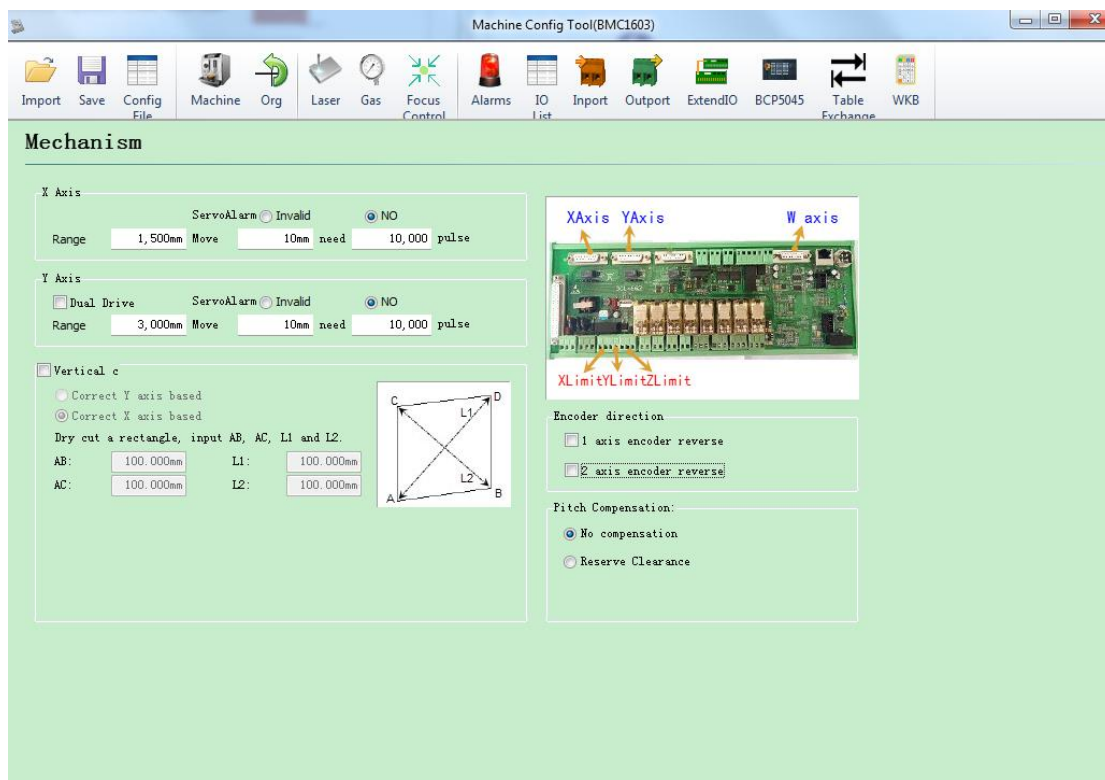 Machine Config Tool(BMC1603)
Import Save Config File Machine Org Laser Gas Focus Control Alarms IO List Inport Outport ExtendIO BCP5045 Table Exchange WKB
Mechanism
X Axis
ServoAlarm Invalid NO
Range 1,500mm Move 10mm need 10,000 pulse
Y Axis
Dual Drive ServoAlarm Invalid NO
Range 3,000mm Move 10mm need 10,000 pulse
Vertical c
Correct Y axis based
Correct X axis based
Dry cut a rectangle, input AB, AC, L1 and L2.
AB: 100.000mm L1: 100.000mm
AC: 100.000mm L2: 100.000mm
C D
L1
L2
A B
XAxis YAxis W axis
XLimitYLimitZLimit
Encoder direction
1 axis encoder reverse
2 axis encoder reverse
Pitch Compensation:
No compensation
Reserve Clearance